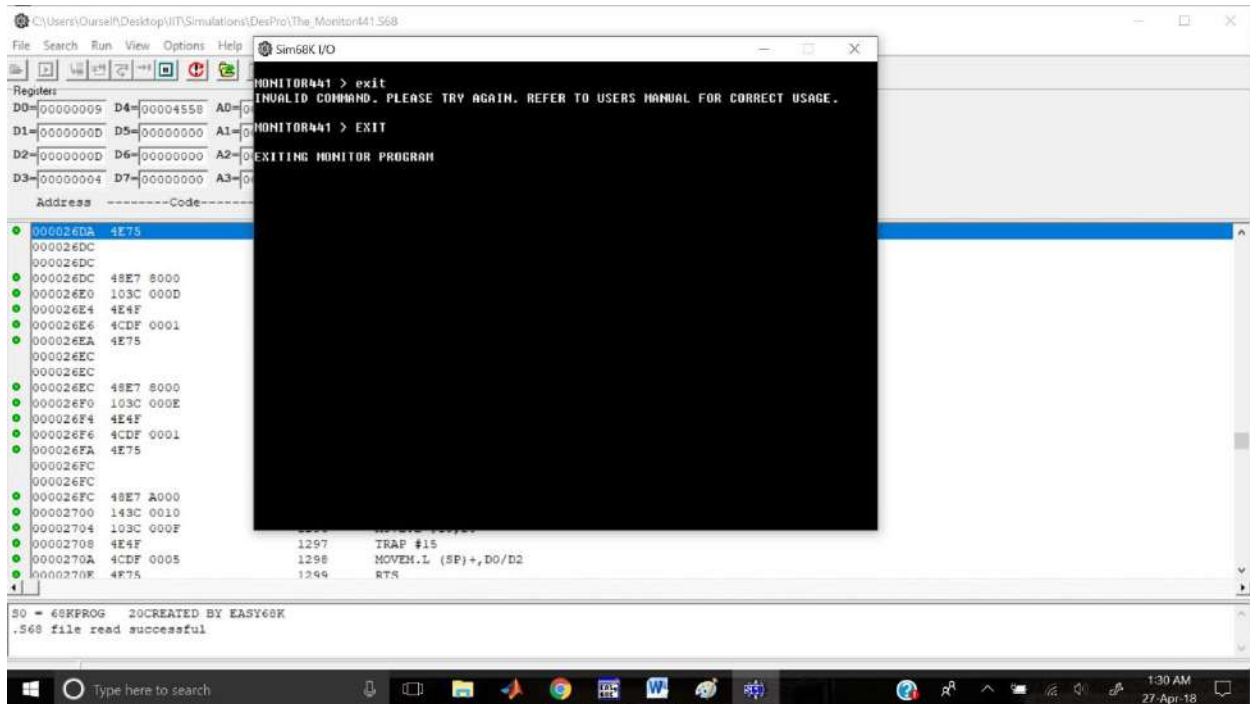 C:\Users\Ourself\Desktop\IIT\Simulations\DesPro\The_Monitor441.S68
File Search Run View Options Help
Sim68K I/O
MONITOR441 > exit
INVALID COMMAND. PLEASE TRY AGAIN. REFER TO USERS MANUAL FOR CORRECT USAGE.
MONITOR441 > EXIT
EXITING MONITOR PROGRAM
Registers
D0=00000009 D4=00004558 A0=
D1=0000000D D5=00000000 A1=
D2=0000000D D6=00000000 A2=
D3=00000004 D7=00000000 A3=
Address --------Code--------
000026DA 4E75
000026DC
000026DC
000026DC 48E7 8000
000026E0 103C 000D
000026E4 4E4F
000026E6 4CDF 0001
000026EA 4E75
000026EC
000026EC
000026EC 48E7 8000
000026F0 103C 000E
000026F4 4E4F
000026F6 4CDF 0001
000026FA 4E75
000026FC
000026FC
000026FC 48E7 A000
00002700 143C 0010
00002704 103C 000F
00002708 4E4F 1297 TRAP #15
0000270A 4CDF 0005 1298 MOVEM.L (SP)+,D0/D2
0000270E 4E75 1299 RTS
S0 = 68KPROG 20CREATED BY EASY68K
.S68 file read successful
Type here to search
1:30 AM
27-Apr-18